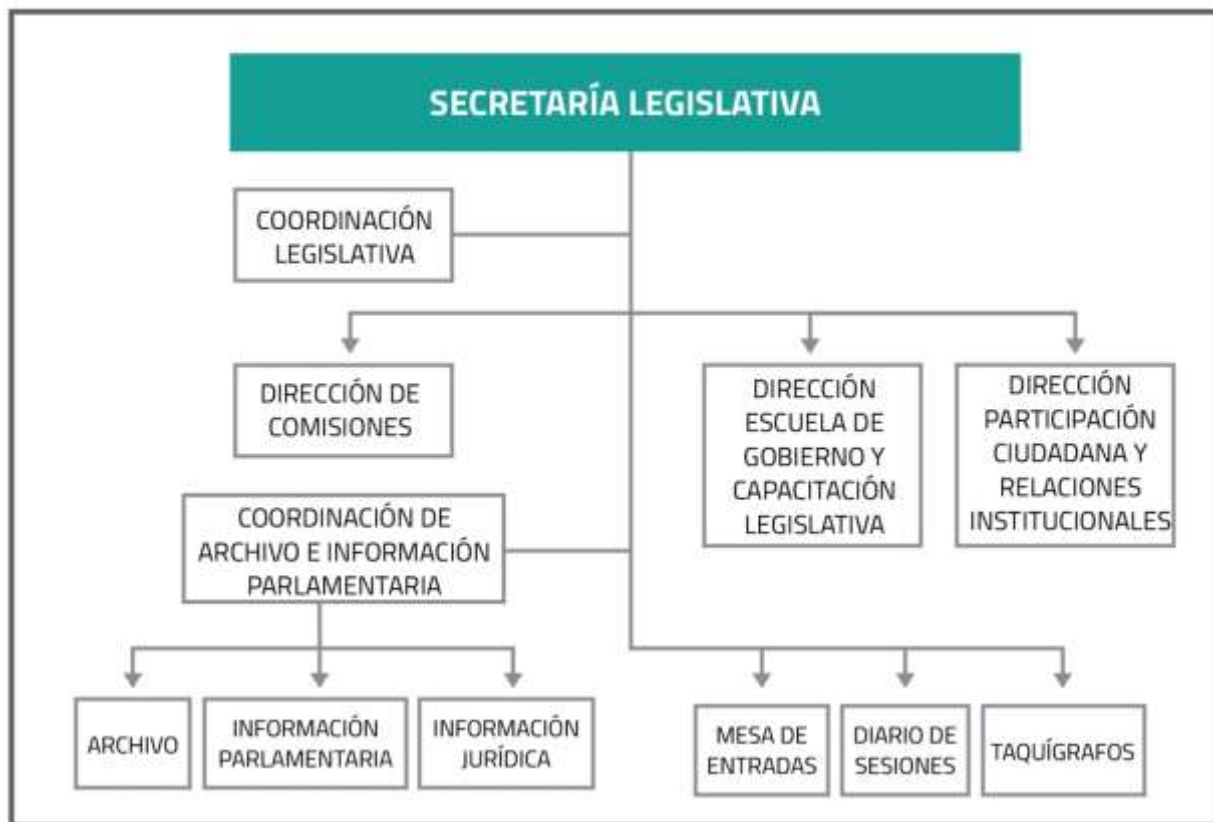 SECRETARÍA LEGISLATIVA
COORDINACIÓN
LEGISLATIVA
DIRECCIÓN DE
COMISIONES
DIRECCIÓN
ESCUELA DE
GOBIERNO Y
CAPACITACIÓN
LEGISLATIVA
DIRECCIÓN
PARTICIPACIÓN
CIUDADANA Y
RELACIONES
INSTITUCIONALES
COORDINACIÓN DE
ARCHIVO E INFORMACIÓN
PARLAMENTARIA
ARCHIVO
INFORMACIÓN
PARLAMENTARIA
INFORMACIÓN
JURÍDICA
MESA DE
ENTRADAS
DIARIO DE
SESIONES
TAQUÍGRAFOS